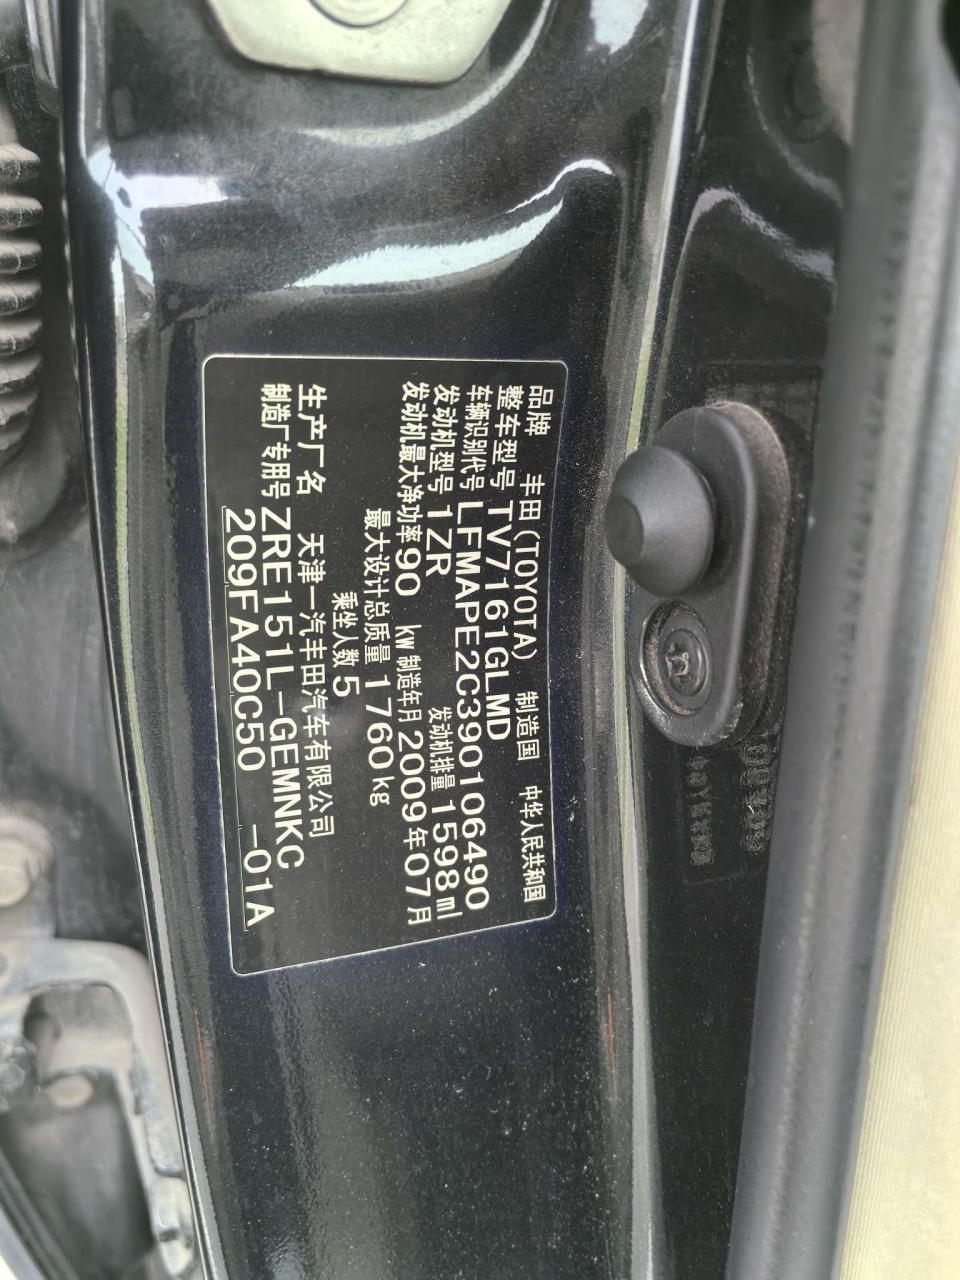 品牌 丰田(TOYOTA) 制造国 中华人民共和国
整车型号 TV7161GLMD
车辆识别代号 LFMAPE2C390106490
发动机型号 1ZR 发动机排量 1598ml
发动机最大净功率 90 kW 制造年月 2009年07月
最大设计总质量 1760kg
乘坐人数 5
生产厂名 天津一汽丰田汽车有限公司
制造厂专用号 ZRE151L-GEMNKC
209FA40C50 -01A